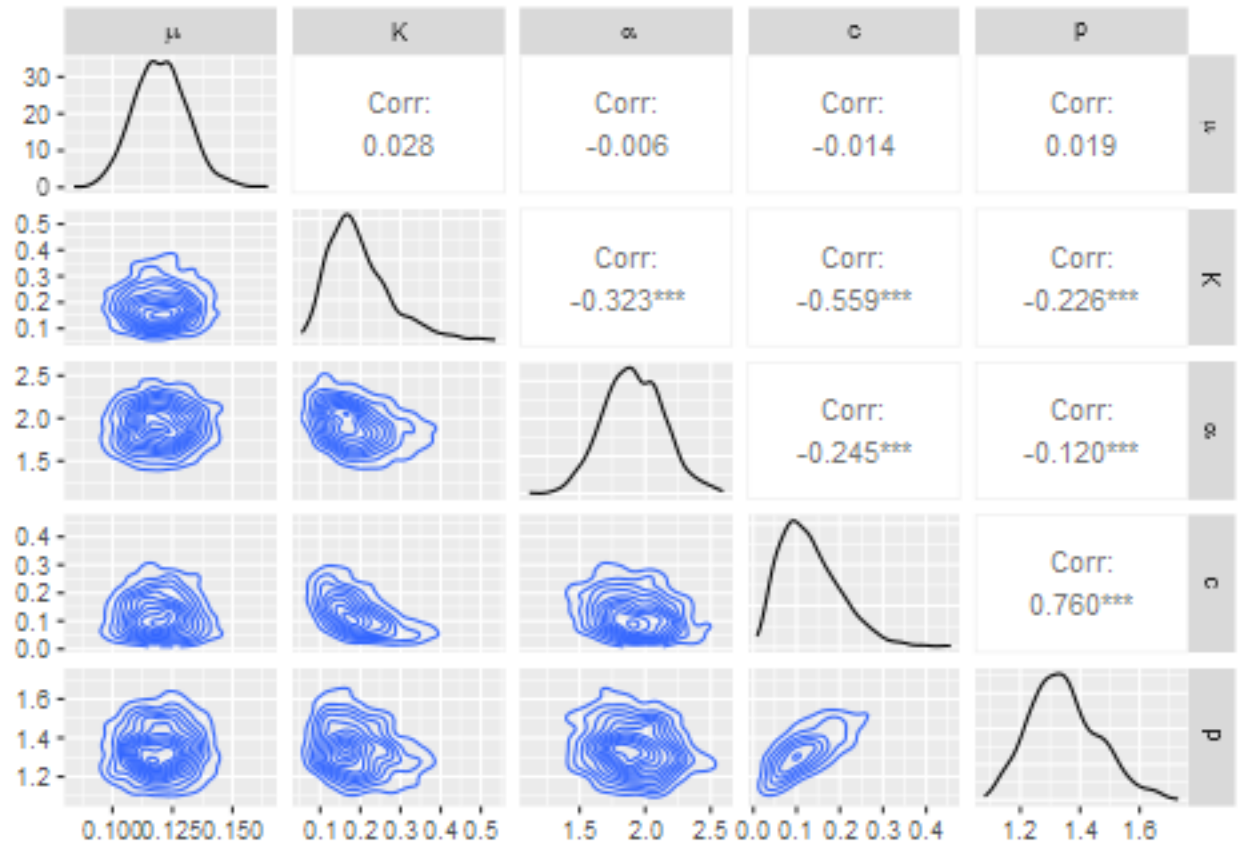 μ K α c p
30
20
10
0
Corr:
0.028
Corr:
-0.006
Corr:
-0.014
Corr:
0.019
μ
0.5
0.4
0.3
0.2
0.1
Corr:
-0.323***
Corr:
-0.559***
Corr:
-0.226***
K
2.5
2.0
1.5
Corr:
-0.245***
Corr:
-0.120***
α
0.4
0.3
0.2
0.1
0.0
Corr:
0.760***
c
1.6
1.4
1.2
p
0.100 0.125 0.150 0.1 0.2 0.3 0.4 0.5 1.5 2.0 2.5 0.0 0.1 0.2 0.3 0.4 1.2 1.4 1.6